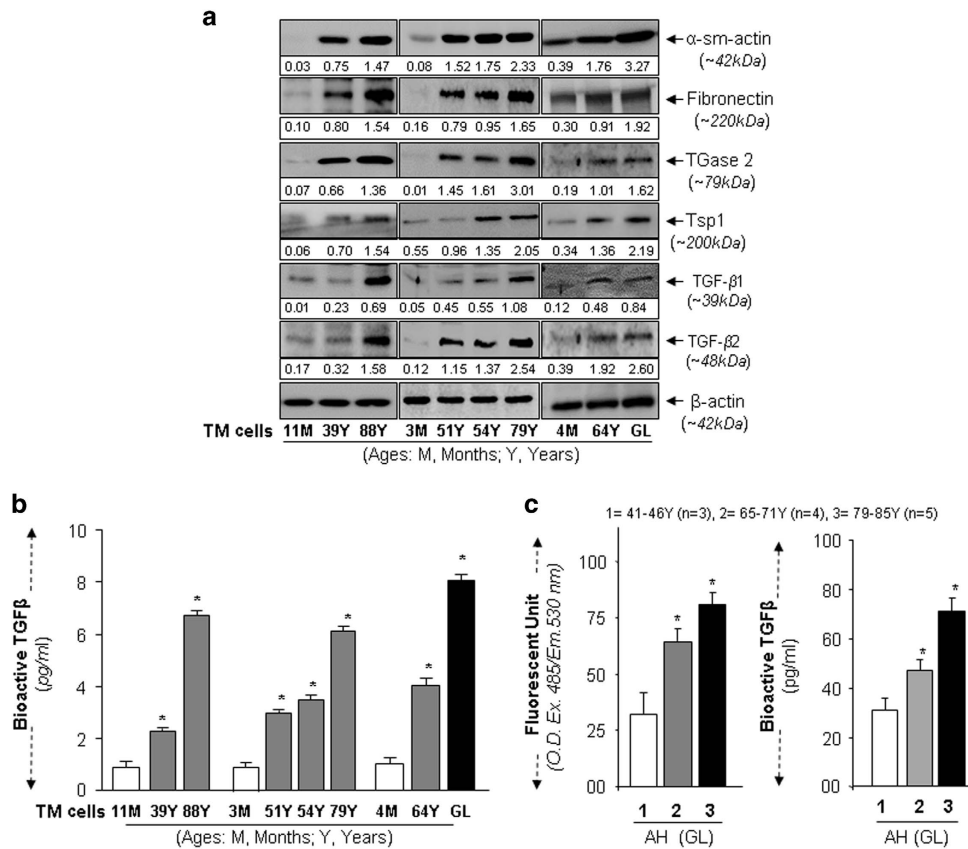 a
α-sm-actin
(~42kDa)
0.03 0.75 1.47 0.08 1.52 1.75 2.33 0.39 1.76 3.27
Fibronectin
(~220kDa)
0.10 0.80 1.54 0.16 0.79 0.95 1.65 0.30 0.91 1.92
TGase 2
(~79kDa)
0.07 0.66 1.36 0.01 1.45 1.61 3.01 0.19 1.01 1.62
Tsp1
(~200kDa)
0.06 0.70 1.54 0.55 0.96 1.35 2.05 0.34 1.36 2.19
TGF-β1
(~39kDa)
0.01 0.23 0.69 0.05 0.45 0.55 1.08 0.12 0.48 0.84
TGF-β2
(~48kDa)
0.17 0.32 1.58 0.12 1.15 1.37 2.54 0.39 1.92 2.60
β-actin
(~42kDa)
TM cells 11M 39Y 88Y 3M 51Y 54Y 79Y 4M 64Y GL
(Ages: M, Months; Y, Years)
b
Bioactive TGFβ
(pg/ml)
10
8
6
4
2
0
* * * * * * *
TM cells 11M 39Y 88Y 3M 51Y 54Y 79Y 4M 64Y GL
(Ages: M, Months; Y, Years)
c
1= 41-46Y (n=3), 2= 65-71Y (n=4), 3= 79-85Y (n=5)
Fluorescent Unit
(O.D. Ex. 485/Em.530 nm)
100
75
50
25
00
* *
1 2 3
AH (GL)
Bioactive TGFβ
(pg/ml)
100
80
60
40
20
00
* *
1 2 3
AH (GL)